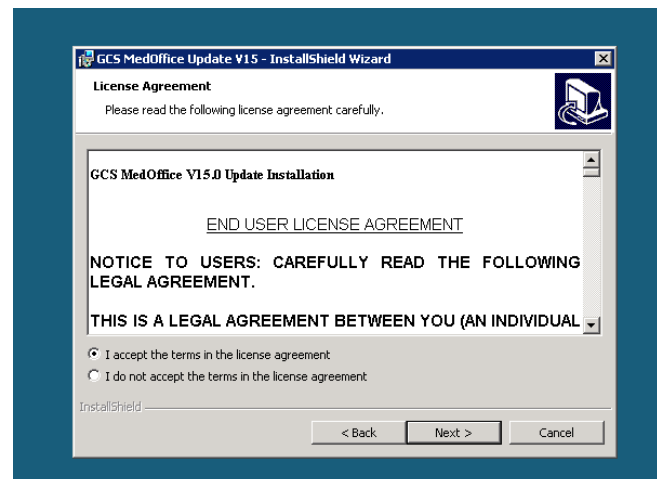 GCS MedOffice Update V15 - InstallShield Wizard
License Agreement
Please read the following license agreement carefully.
GCS MedOffice V15.0 Update Installation
END USER LICENSE AGREEMENT
NOTICE TO USERS: CAREFULLY READ THE FOLLOWING
LEGAL AGREEMENT.
THIS IS A LEGAL AGREEMENT BETWEEN YOU (AN INDIVIDUAL
I accept the terms in the license agreement
I do not accept the terms in the license agreement
InstallShield
< Back Next > Cancel